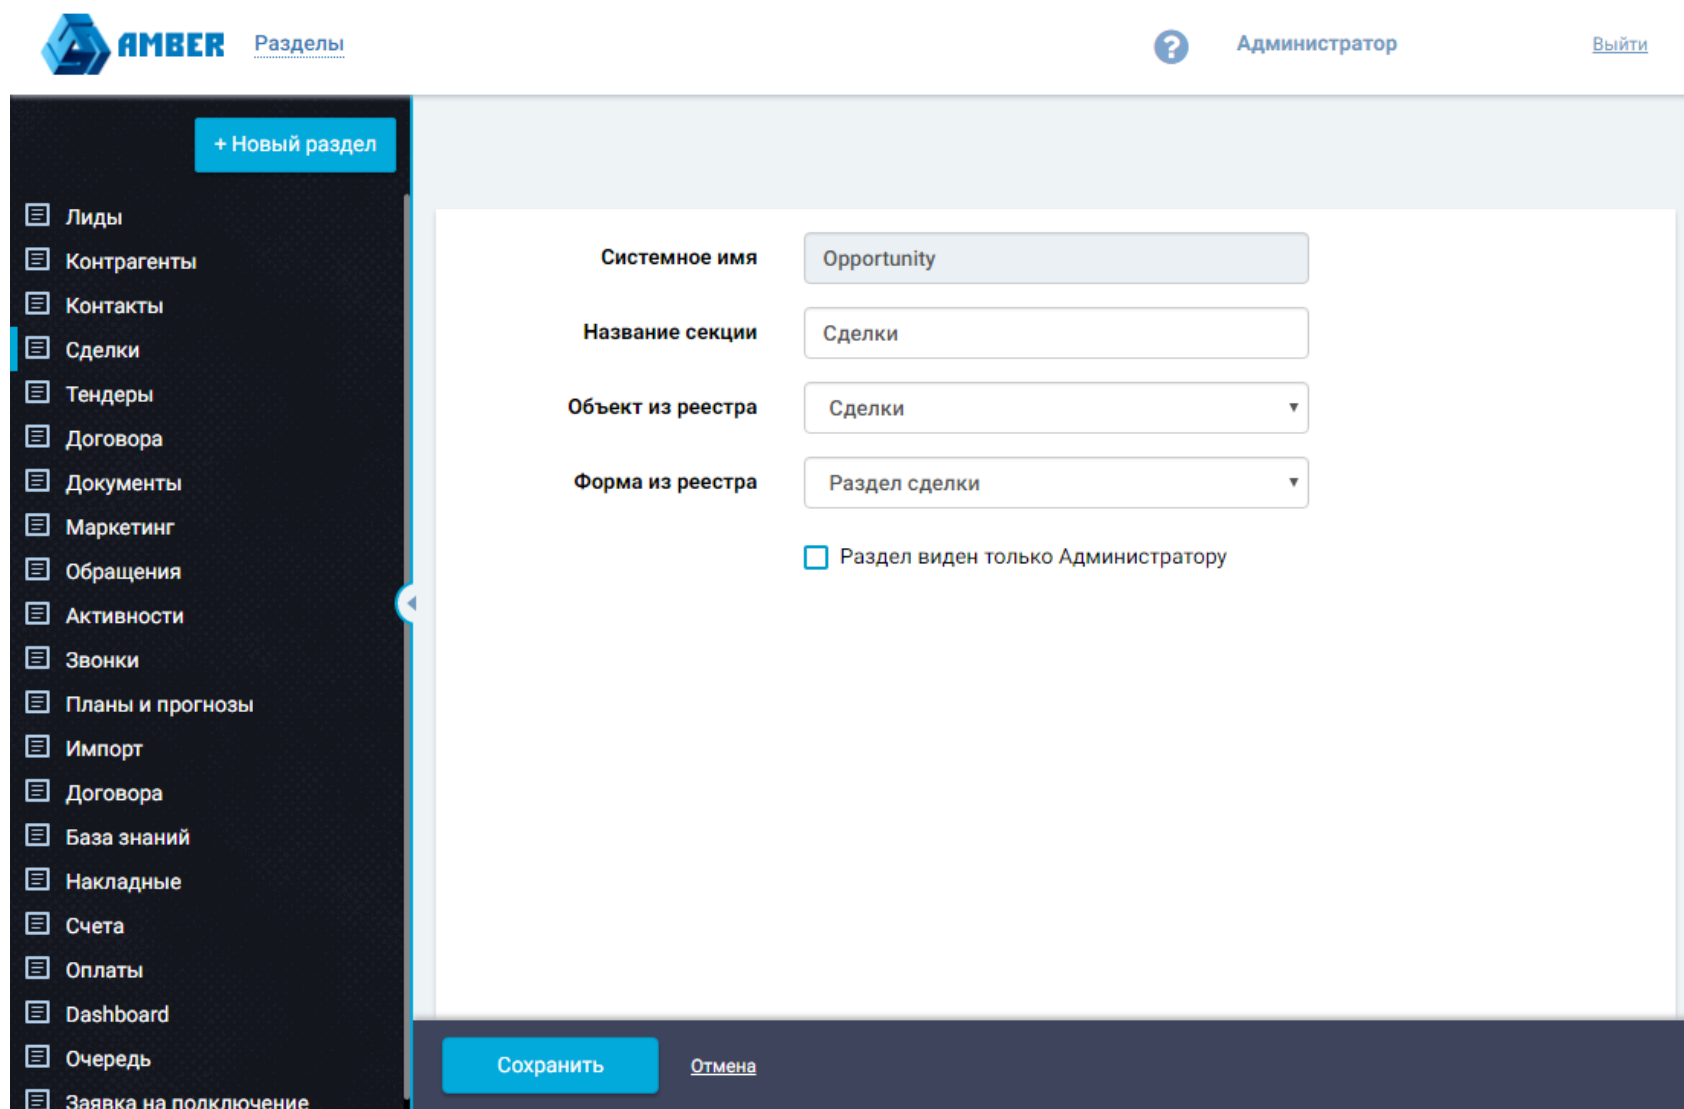 AMBER
Разделы
Администратор
Выйти
+ Новый раздел
Лиды
Контрагенты
Контакты
Сделки
Тендеры
Договора
Документы
Маркетинг
Обращения
Активности
Звонки
Планы и прогнозы
Импорт
Договора
База знаний
Накладные
Счета
Оплаты
Dashboard
Очередь
Заявка на подключение
Системное имя
Opportunity
Название секции
Сделки
Объект из реестра
Сделки
Форма из реестра
Раздел сделки
Раздел виден только Администратору
Сохранить
Отмена